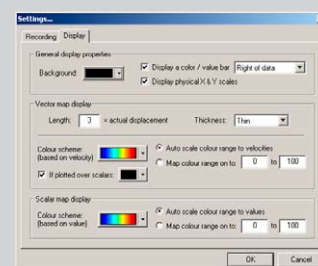 Settings...
Recording Display
General display properties
Background: Display a color / value bar Right of data
Display physical X & Y scales
Vector map display
Length: 3 × actual displacement Thickness: Thin
Colour scheme: (based on velocity) Auto scale colour range to velocities
Map colour range on to: 0 to 100
If plotted over scalars:
Scalar map display
Colour scheme: (based on value) Auto scale colour range to values
Map colour range on to: 0 to 100
OK Cancel